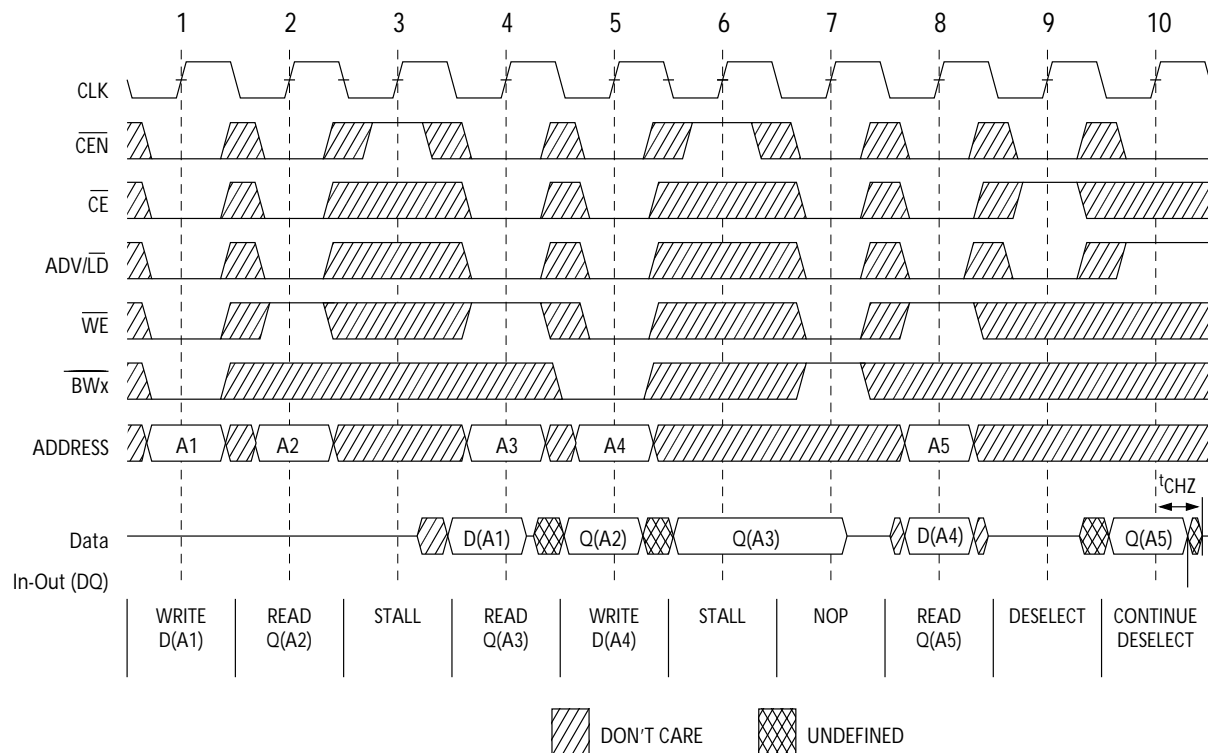 1 2 3 4 5 6 7 8 9 10
CLK
CEN
CE
ADV/LD
WE
BWx
ADDRESS A1 A2 A3 A4 A5
tCHZ
Data D(A1) Q(A2) Q(A3) D(A4) Q(A5)
In-Out (DQ)
WRITE READ STALL READ WRITE STALL NOP READ DESELECT CONTINUE
D(A1) Q(A2) Q(A3) D(A4) Q(A5) DESELECT
DON'T CARE UNDEFINED